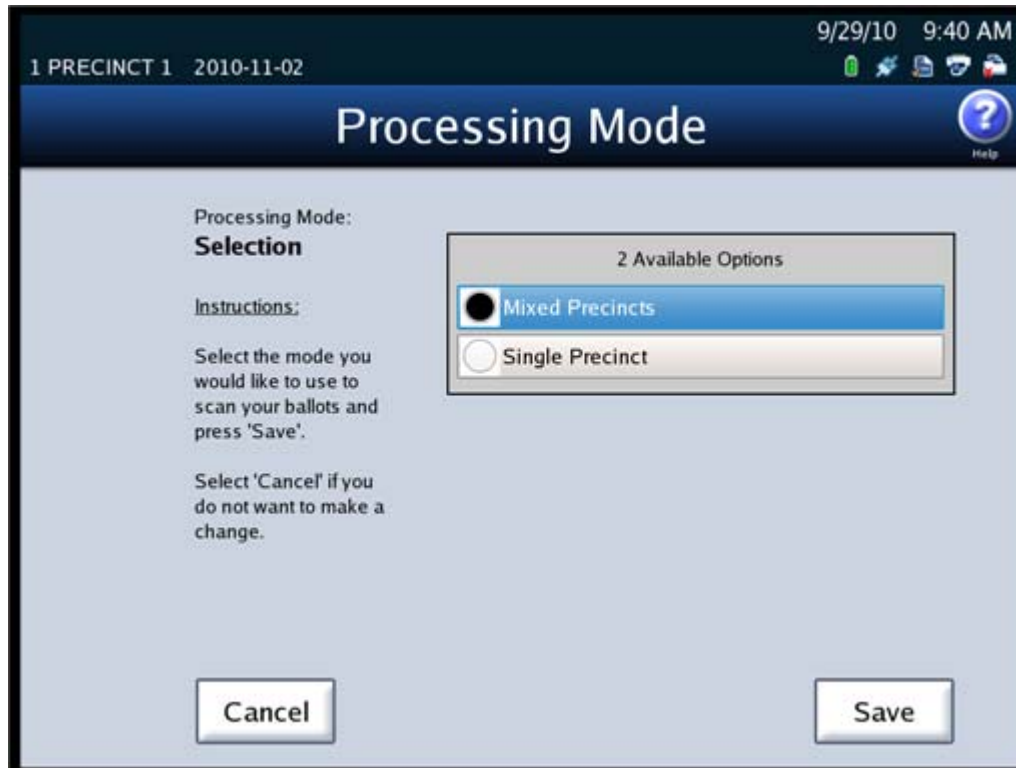 9/29/10 9:40 AM
1 PRECINCT 1 2010-11-02
Processing Mode
Help
Processing Mode:
Selection
Instructions:
Select the mode you
would like to use to
scan your ballots and
press 'Save'.
Select 'Cancel' if you
do not want to make a
change.
2 Available Options
Mixed Precincts
Single Precinct
Cancel
Save